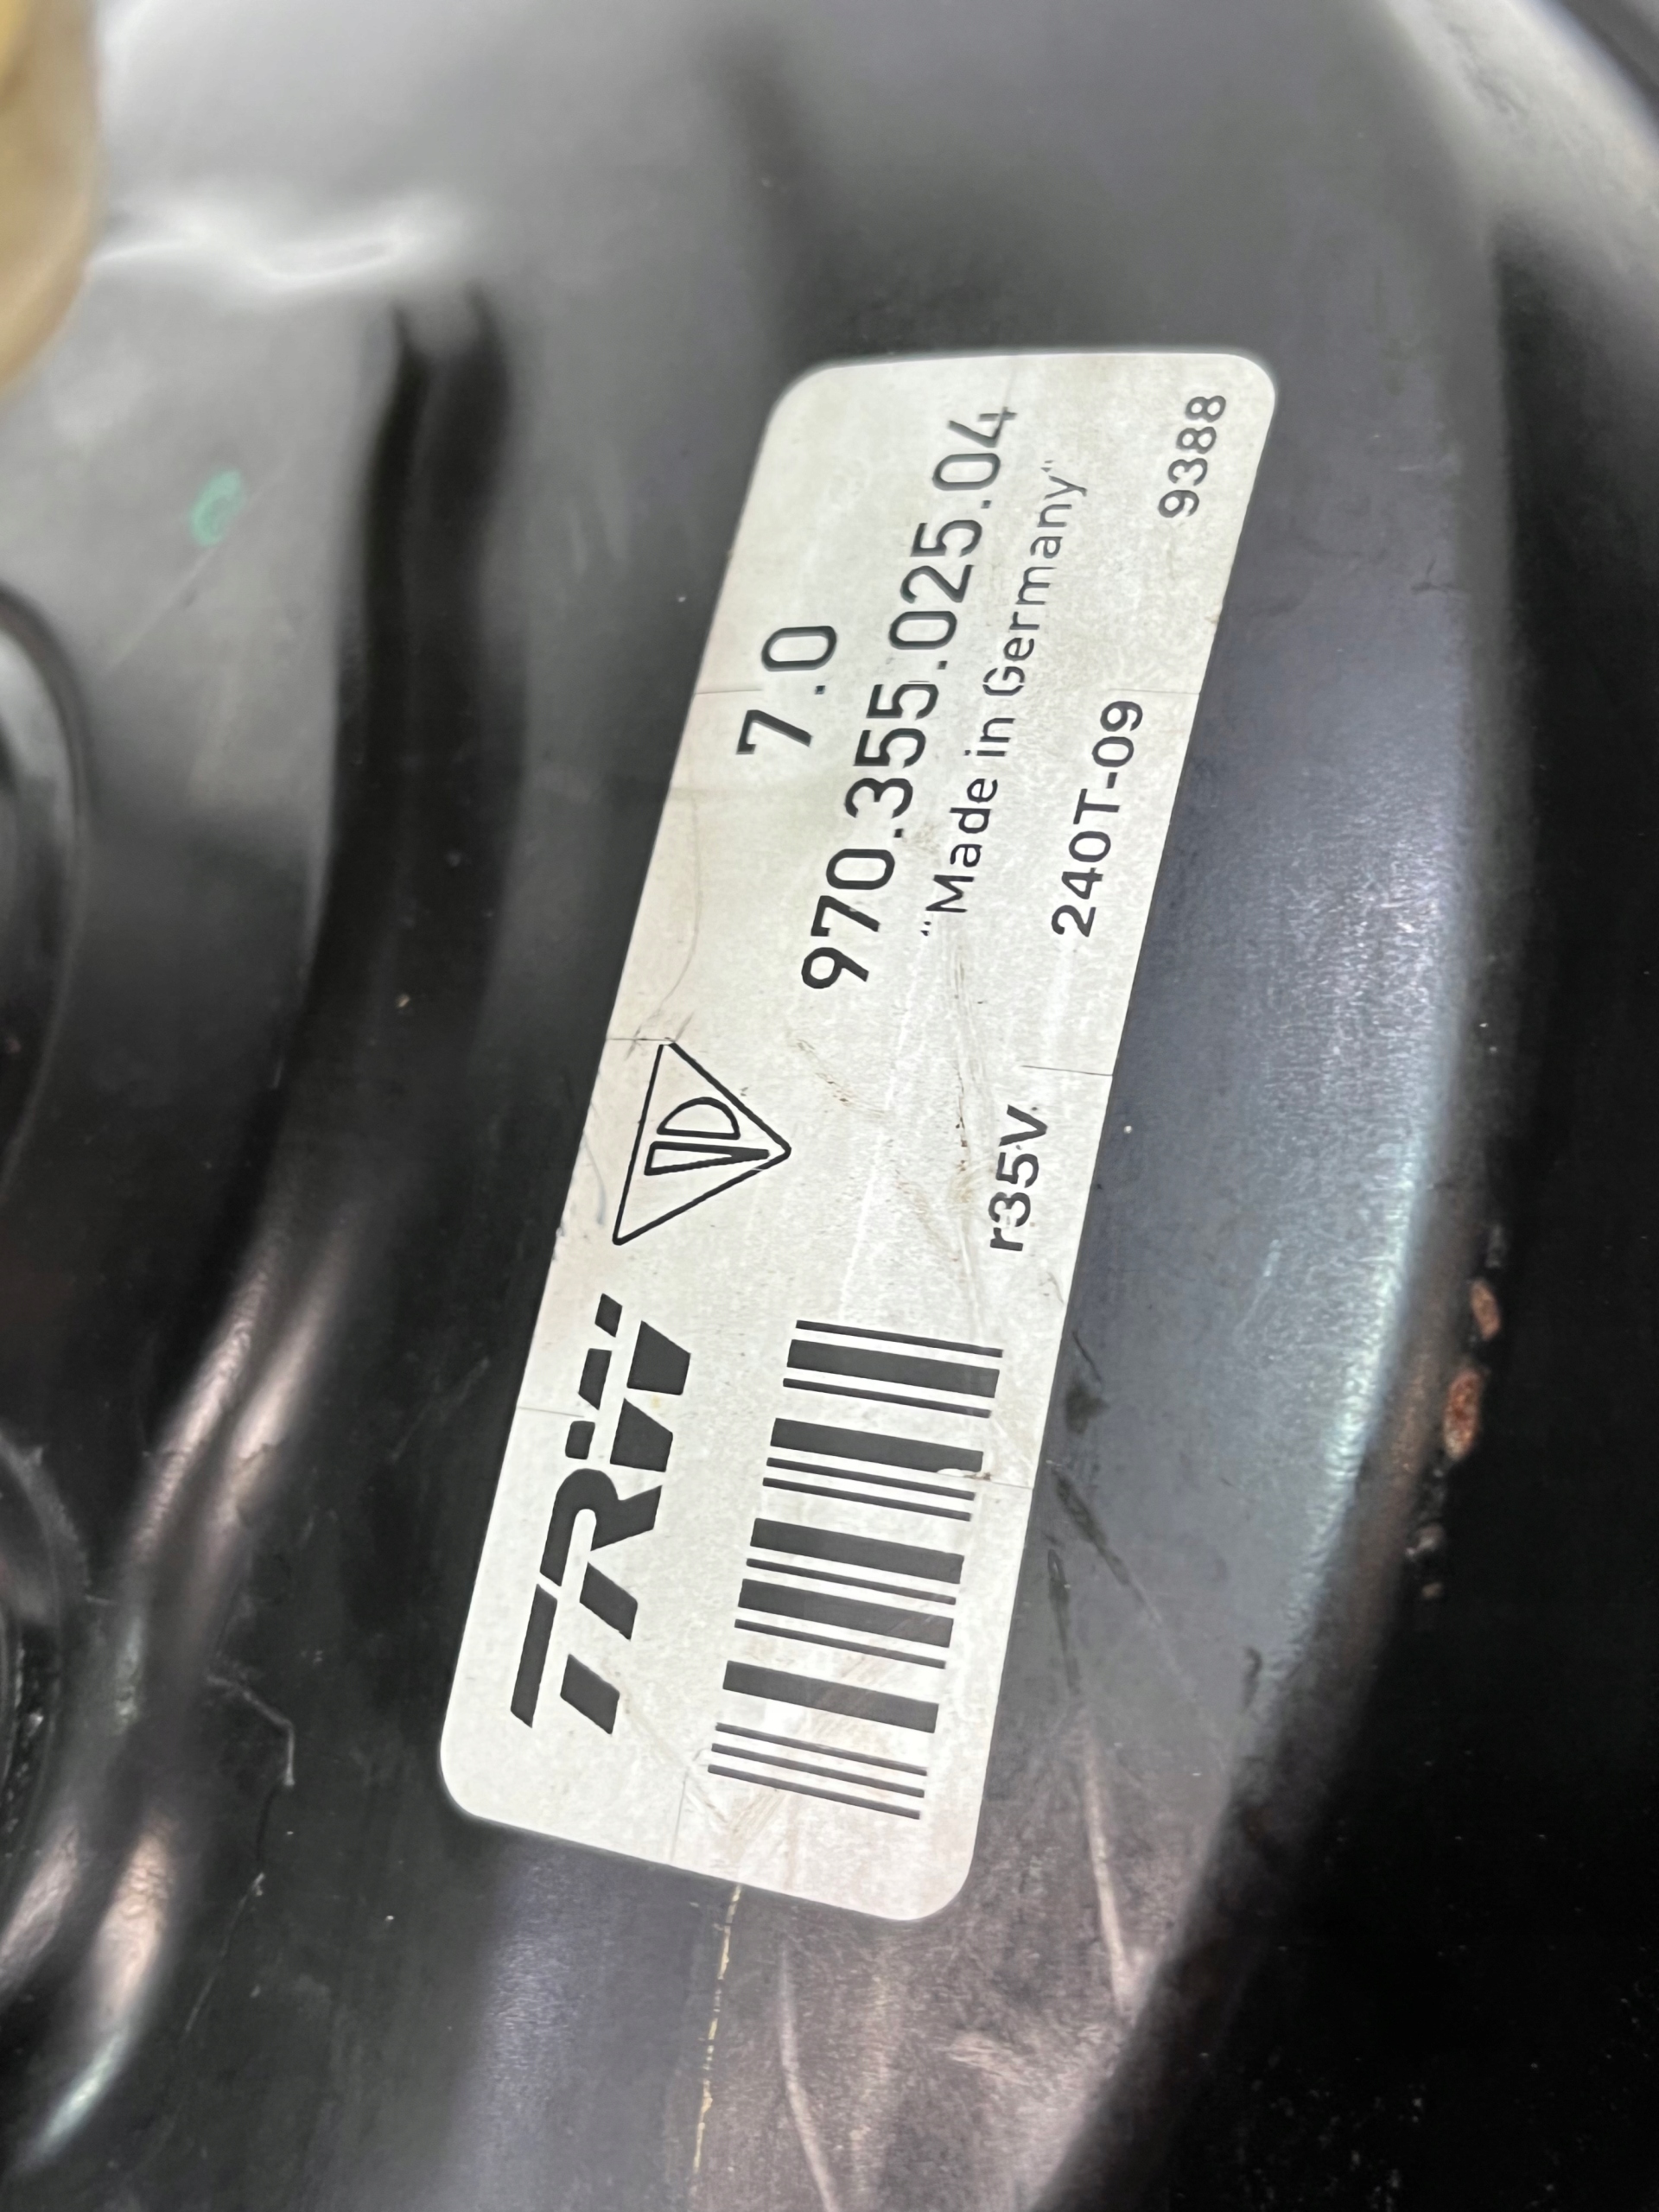 TRW
7.0
970.355.025.04
"Made in Germany"
r35V 240T-09 9388